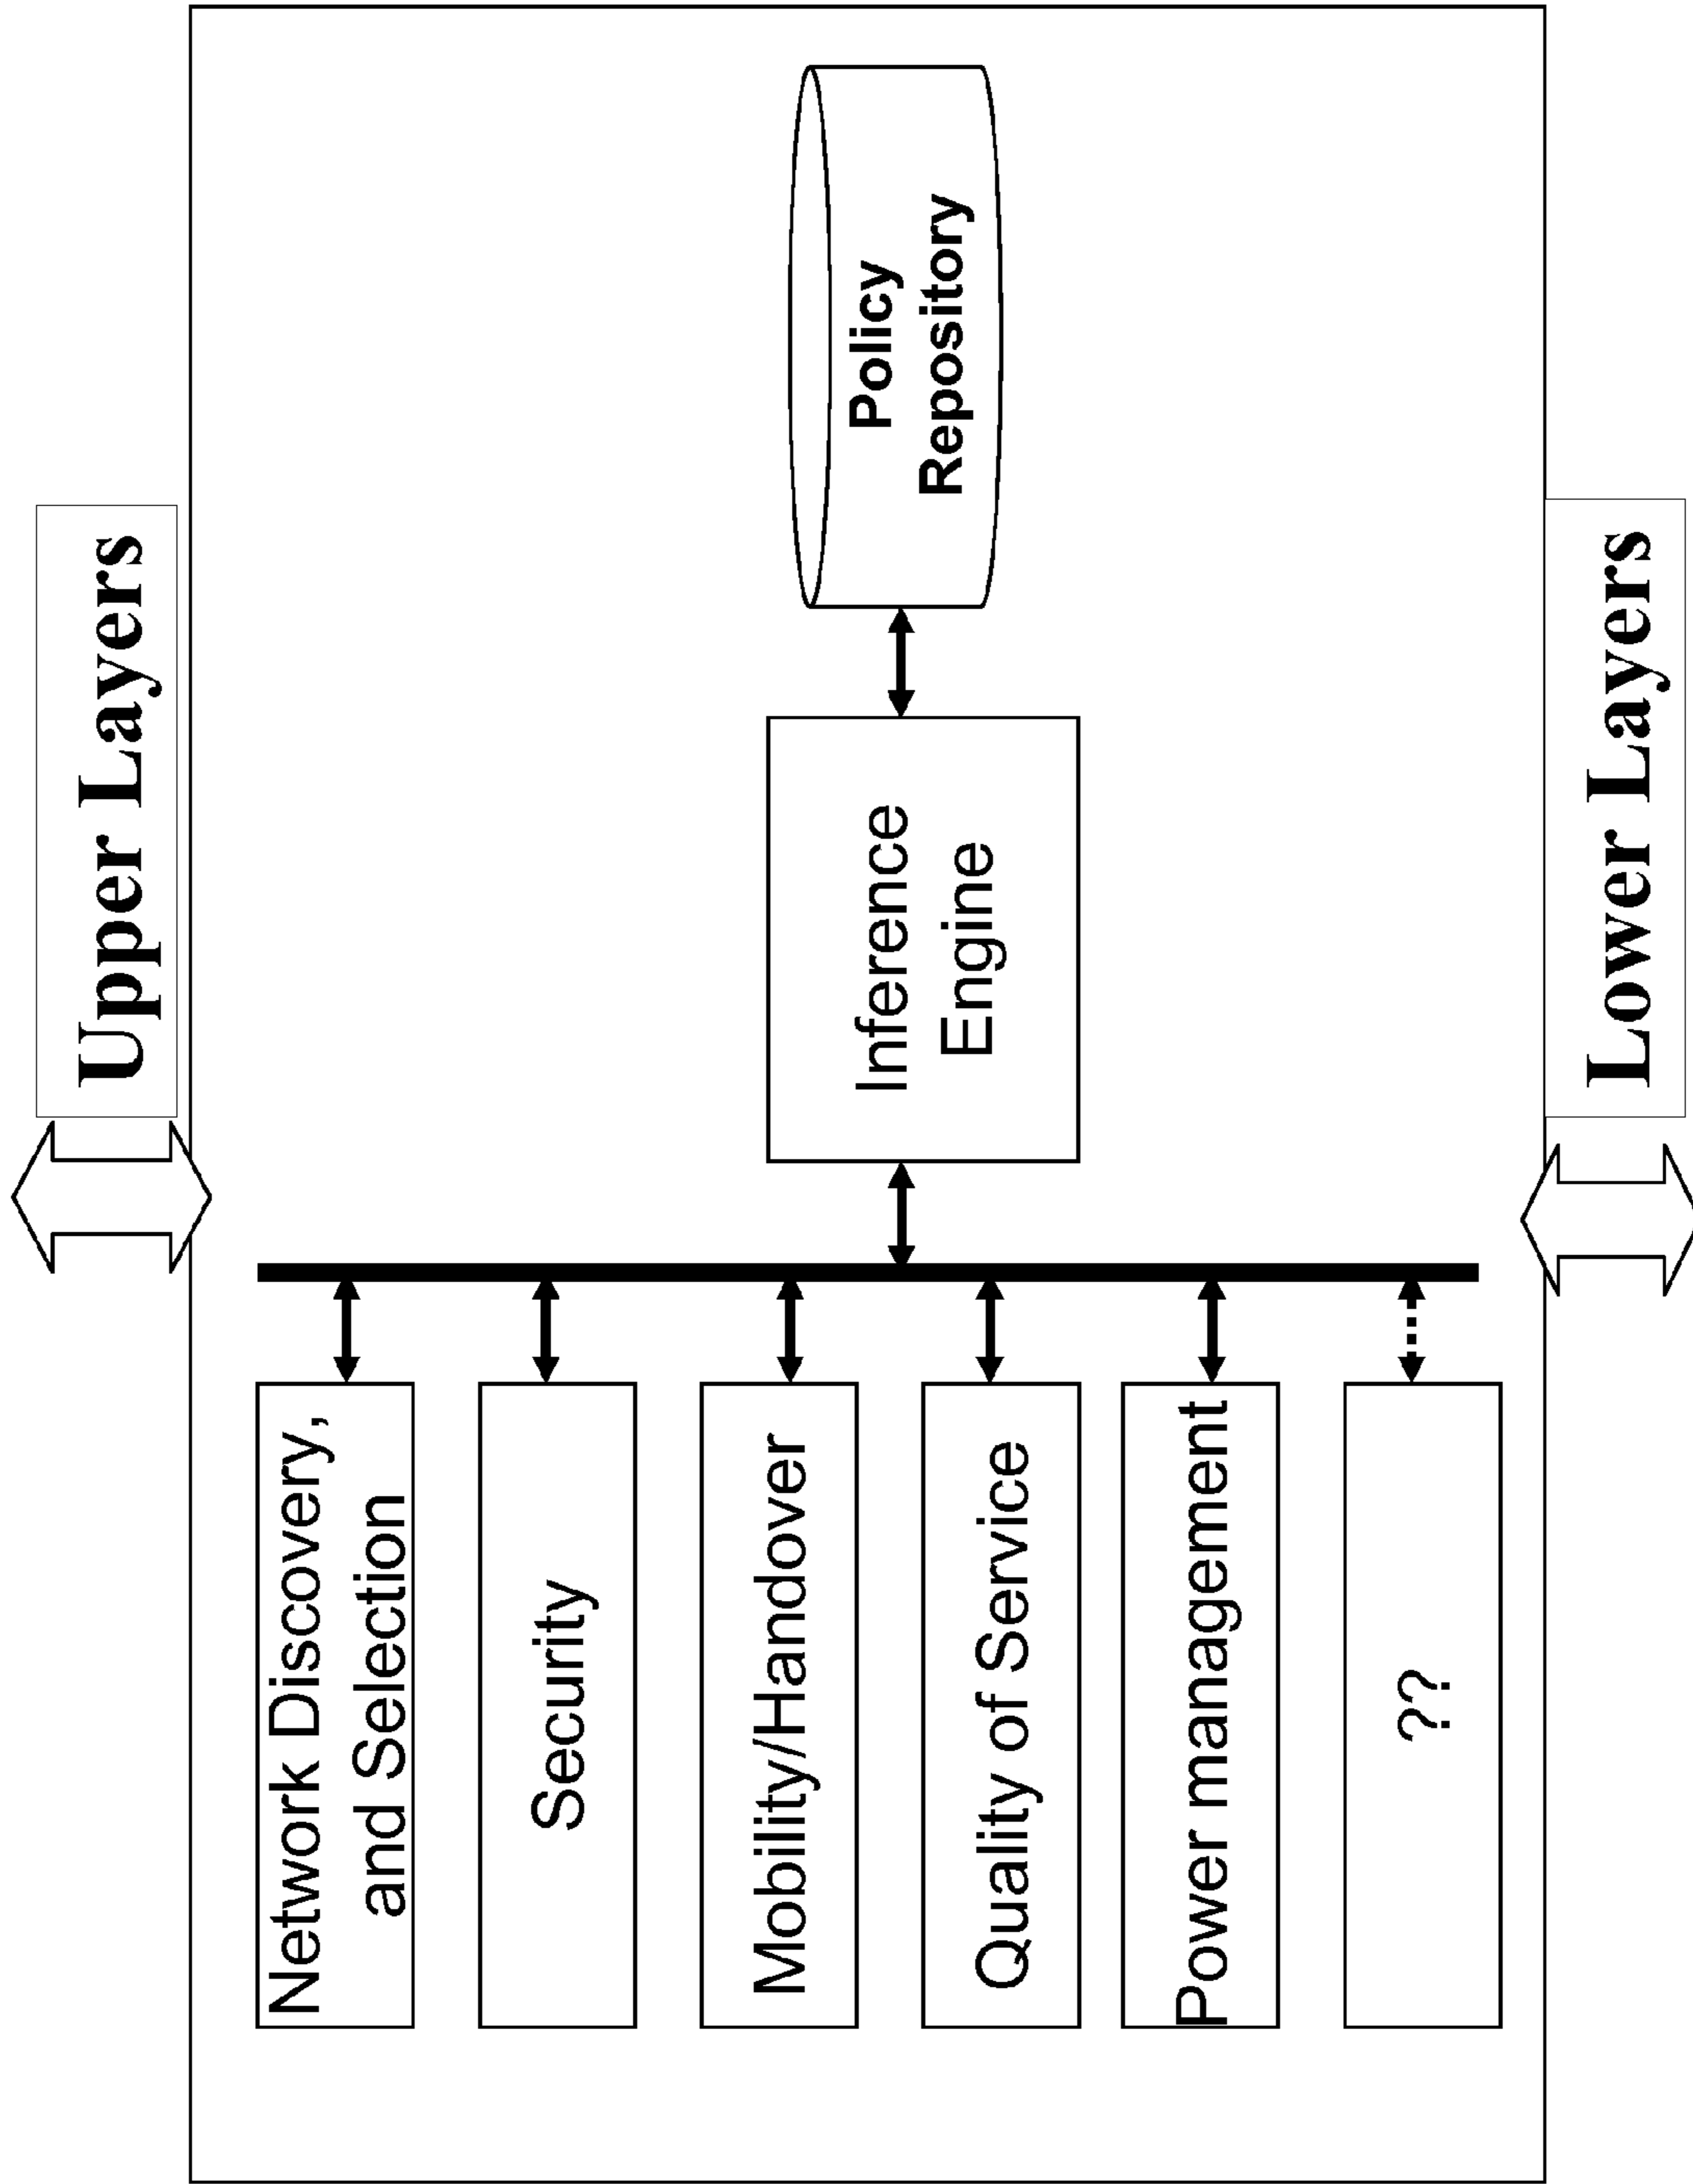 Upper Layers
Network Discovery,
and Selection
Security
Mobility/Handover
Quality of Service
Power management
??
Inference
Engine
Policy
Repository
Lower Layers